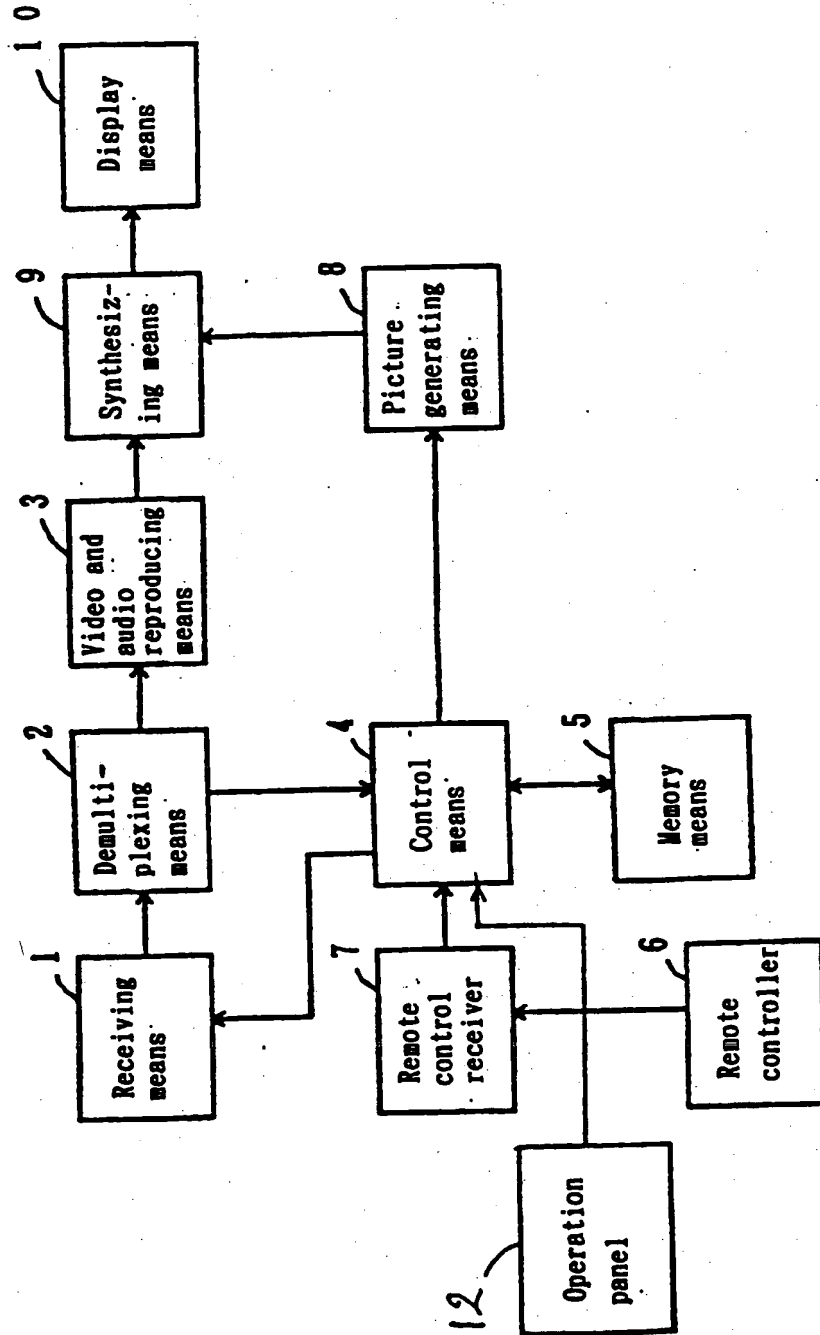 1
Receiving
means
2
Demulti-
plexing
means
3
Video and
audio
reproducing
means
9
Synthesiz-
ing means
10
Display
means
7
Remote
control
receiver
4
Control
means
8
Picture
generating
means
12
Operation
panel
6
Remote
controller
5
Memory
means